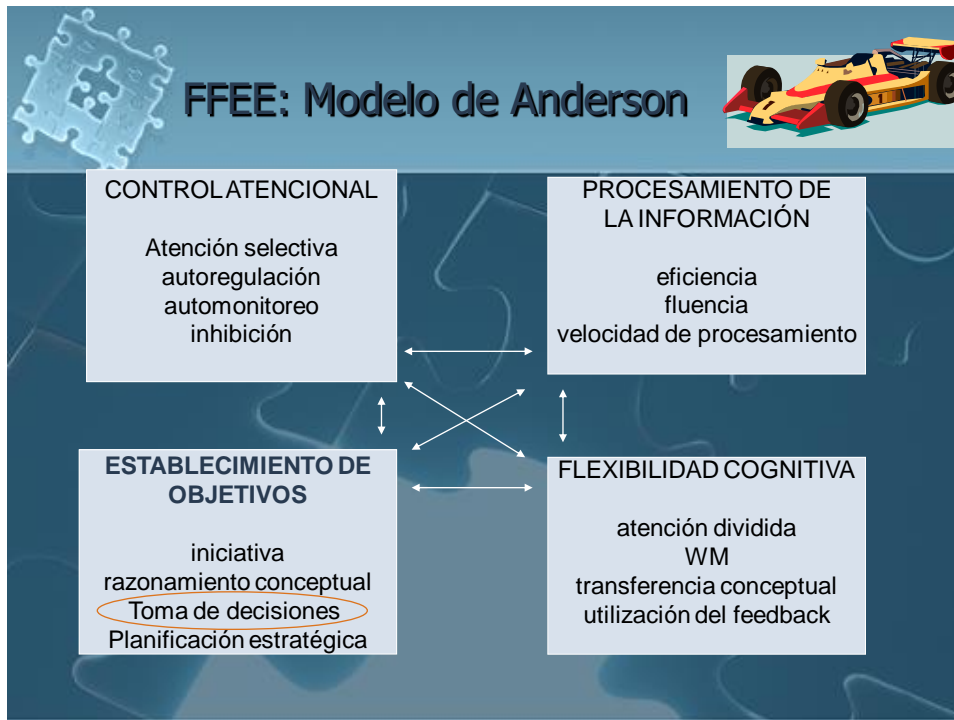 FFEE: Modelo de Anderson
CONTROL ATENCIONAL
Atención selectiva
autoregulación
automonitoreo
inhibición
PROCESAMIENTO DE
LA INFORMACIÓN
eficiencia
fluencia
velocidad de procesamiento
ESTABLECIMIENTO DE
OBJETIVOS
iniciativa
razonamiento conceptual
Toma de decisiones
Planificación estratégica
FLEXIBILIDAD COGNITIVA
atención dividida
WM
transferencia conceptual
utilización del feedback